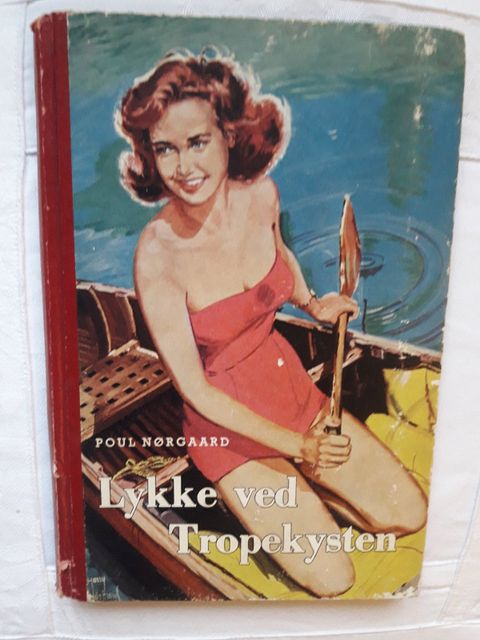 POUL NØRGAARD
Lykke ved
Tropekysten